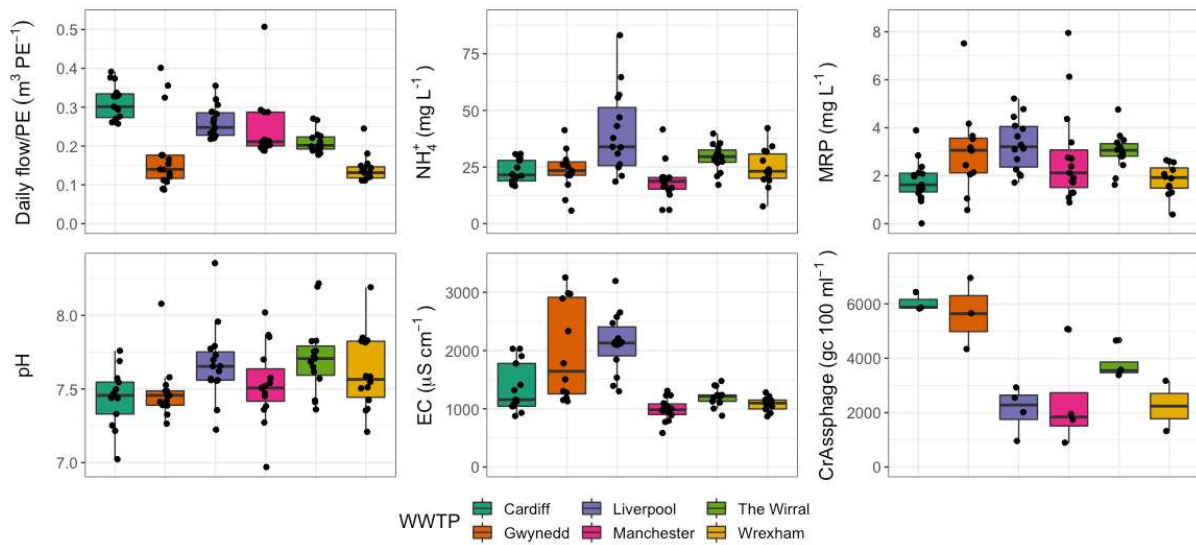 Daily flow/PE (m³ PE⁻¹)
0.5
0.4
0.3
0.2
0.1
0.0
NH₄⁺ (mg L⁻¹)
75
50
25
0
MRP (mg L⁻¹)
8
6
4
2
0
pH
8.0
7.5
7.0
EC (μS cm⁻¹)
3000
2000
1000
0
CrAssphage (gc 100 ml⁻¹)
6000
4000
2000
0
WWTP
Cardiff Liverpool The Wirral
Gwynedd Manchester Wrexham